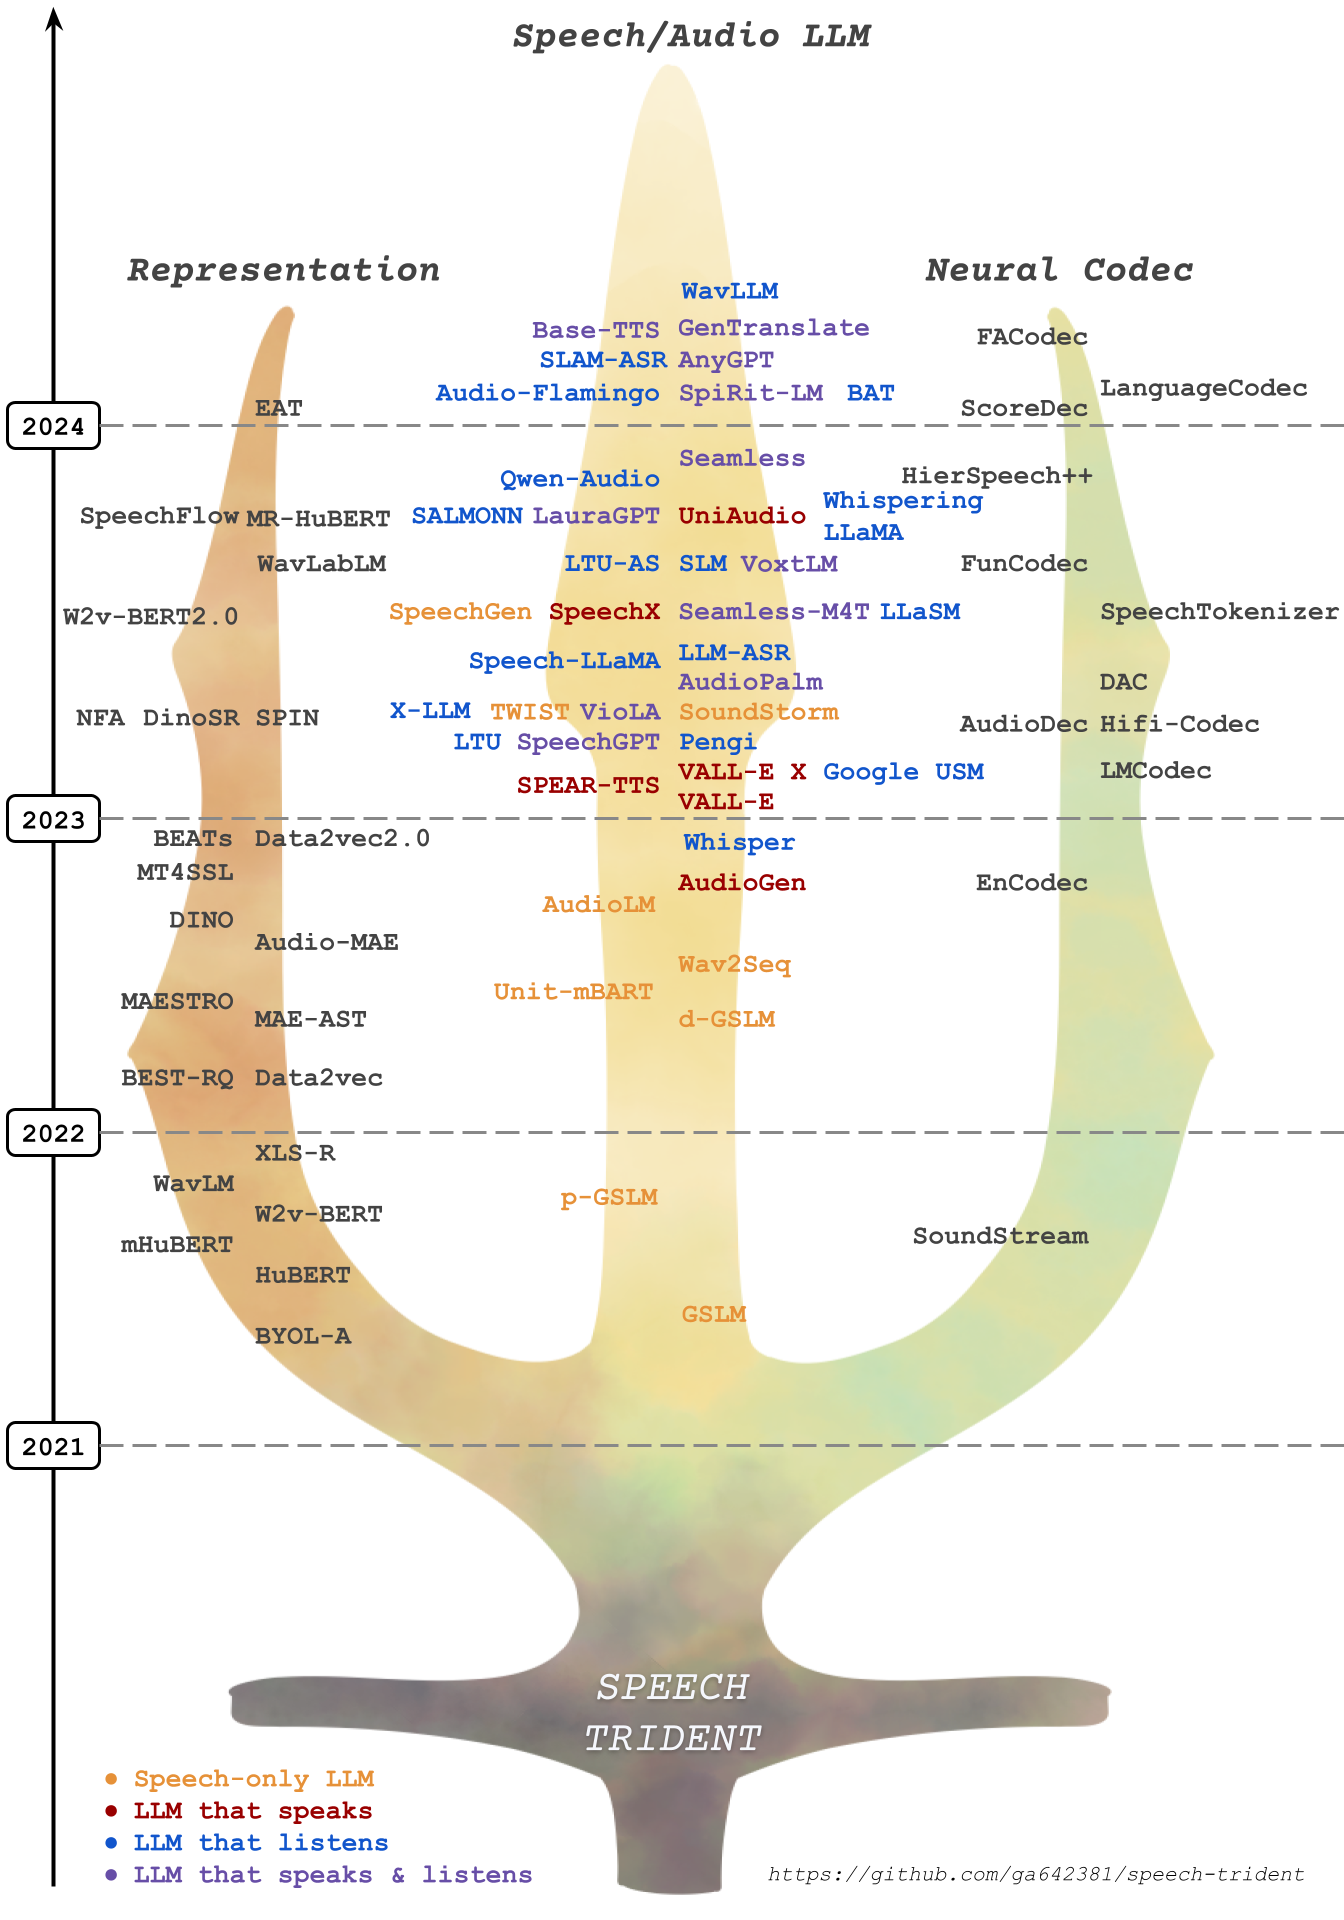 Speech/Audio LLM
Representation
Neural Codec
WavLLM
Base-TTS GenTranslate
FACodec
SLAM-ASR AnyGPT
Audio-Flamingo SpiRit-LM BAT
LanguageCodec
EAT
ScoreDec
2024
Seamless
Qwen-Audio
HierSpeech++
SpeechFlow MR-HuBERT SALMONN LauraGPT UniAudio
Whispering
LLaMA
WavLabLM LTU-AS SLM VoxtLM FunCodec
W2v-BERT2.0 SpeechGen SpeechX Seamless-M4T LLaSM SpeechTokenizer
Speech-LLaMA LLM-ASR
AudioPalm DAC
NFA DinoSR SPIN X-LLM TWIST VioLA SoundStorm AudioDec Hifi-Codec
LTU SpeechGPT Pengi
SPEAR-TTS VALL-E X Google USM LMCodec
VALL-E
2023
BEATs Data2vec2.0 Whisper
MT4SSL
AudioGen EnCodec
AudioLM
DINO
Audio-MAE
Wav2Seq
Unit-mBART
MAESTRO
MAE-AST d-GSLM
BEST-RQ Data2vec
2022
XLS-R
WavLM
p-GSLM
W2v-BERT
SoundStream
mHuBERT
HuBERT
GSLM
BYOL-A
2021
SPEECH
TRIDENT
Speech-only LLM
LLM that speaks
LLM that listens
LLM that speaks & listens
https://github.com/ga642381/speech-trident